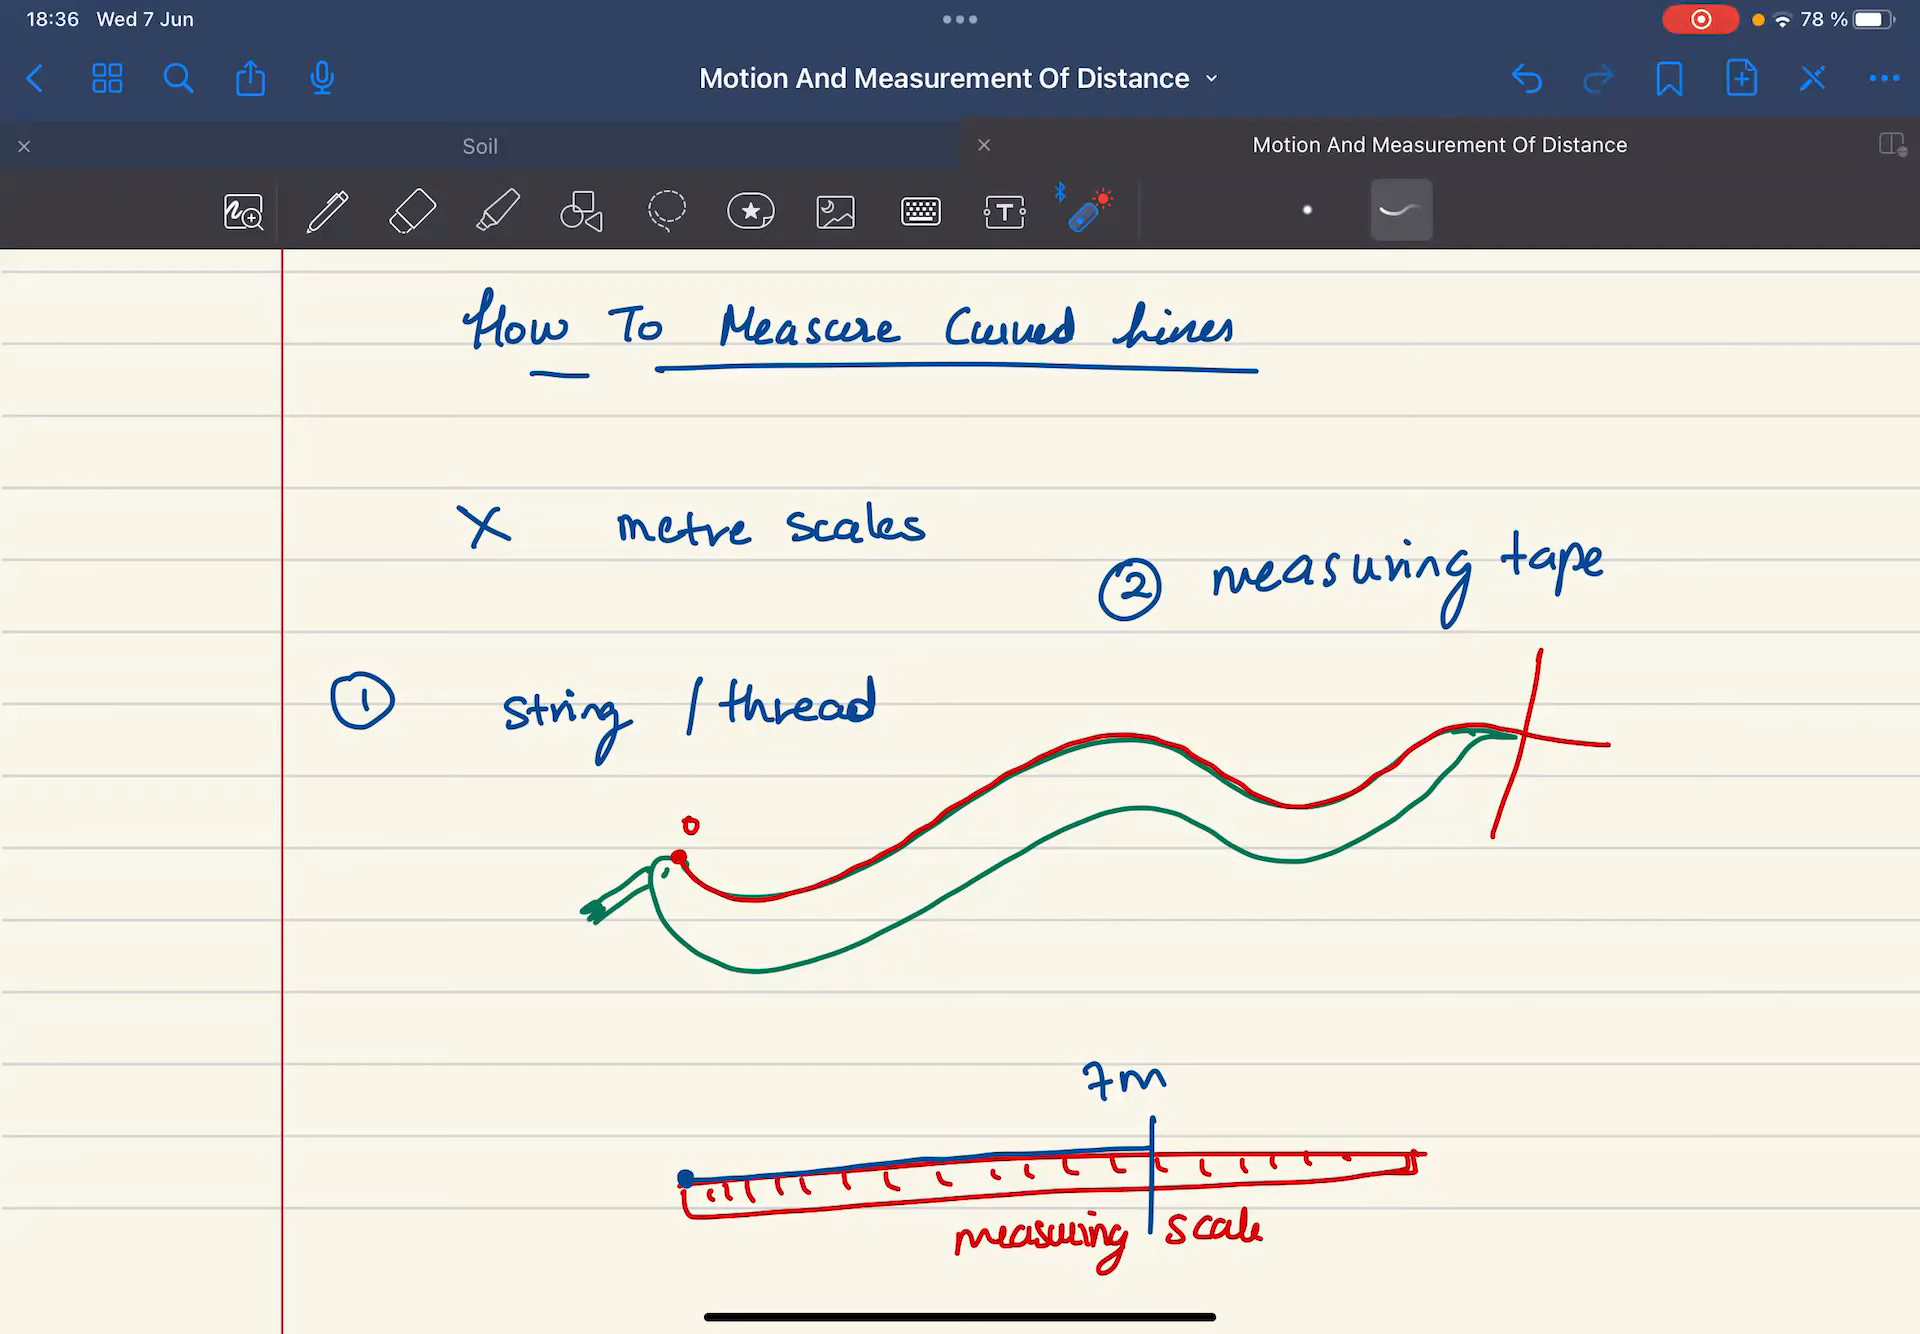 18:36 Wed 7 Jun
78 %
Motion And Measurement Of Distance
Soil
Motion And Measurement Of Distance
How To Measure Curved Lines
X metre scales
② measuring tape
① string / thread
0
7m
measuring scale